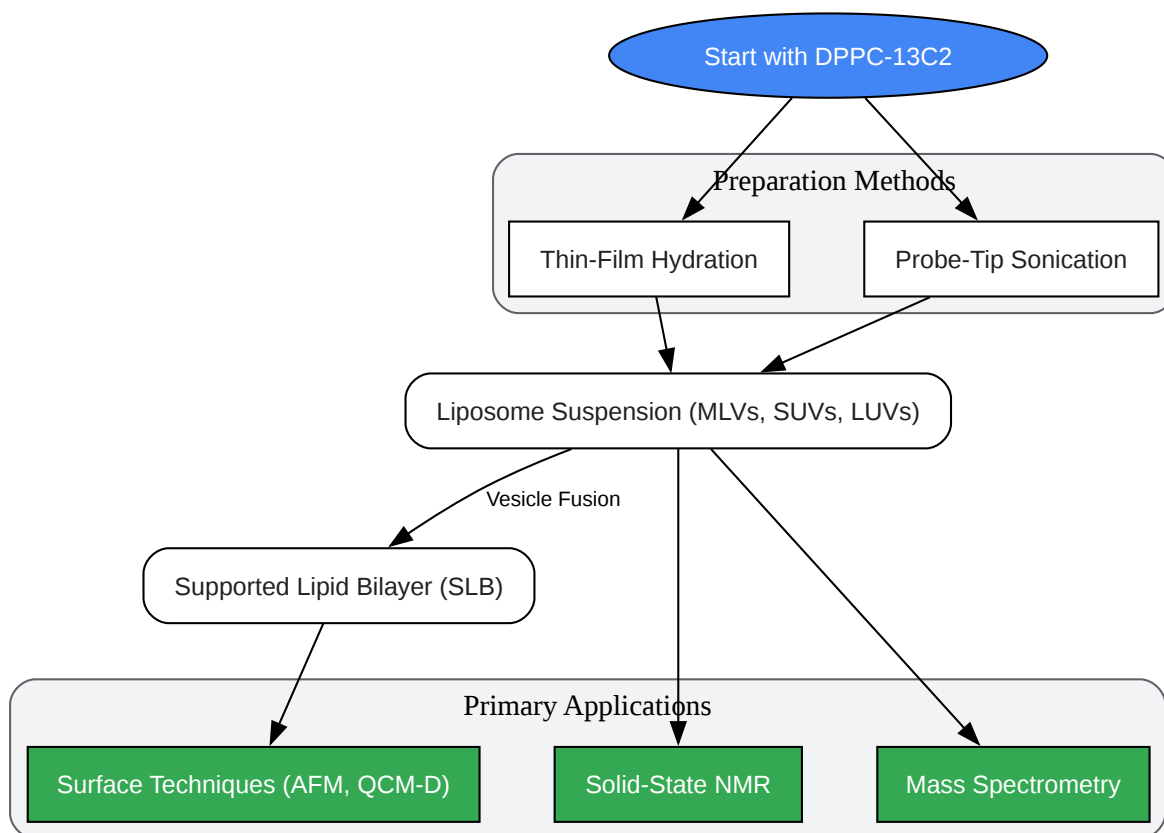 Start with DPPC-13C2
Preparation Methods
Thin-Film Hydration
Probe-Tip Sonication
Liposome Suspension (MLVs, SUVs, LUVs)
Vesicle Fusion
Supported Lipid Bilayer (SLB)
Primary Applications
Surface Techniques (AFM, QCM-D)
Solid-State NMR
Mass Spectrometry